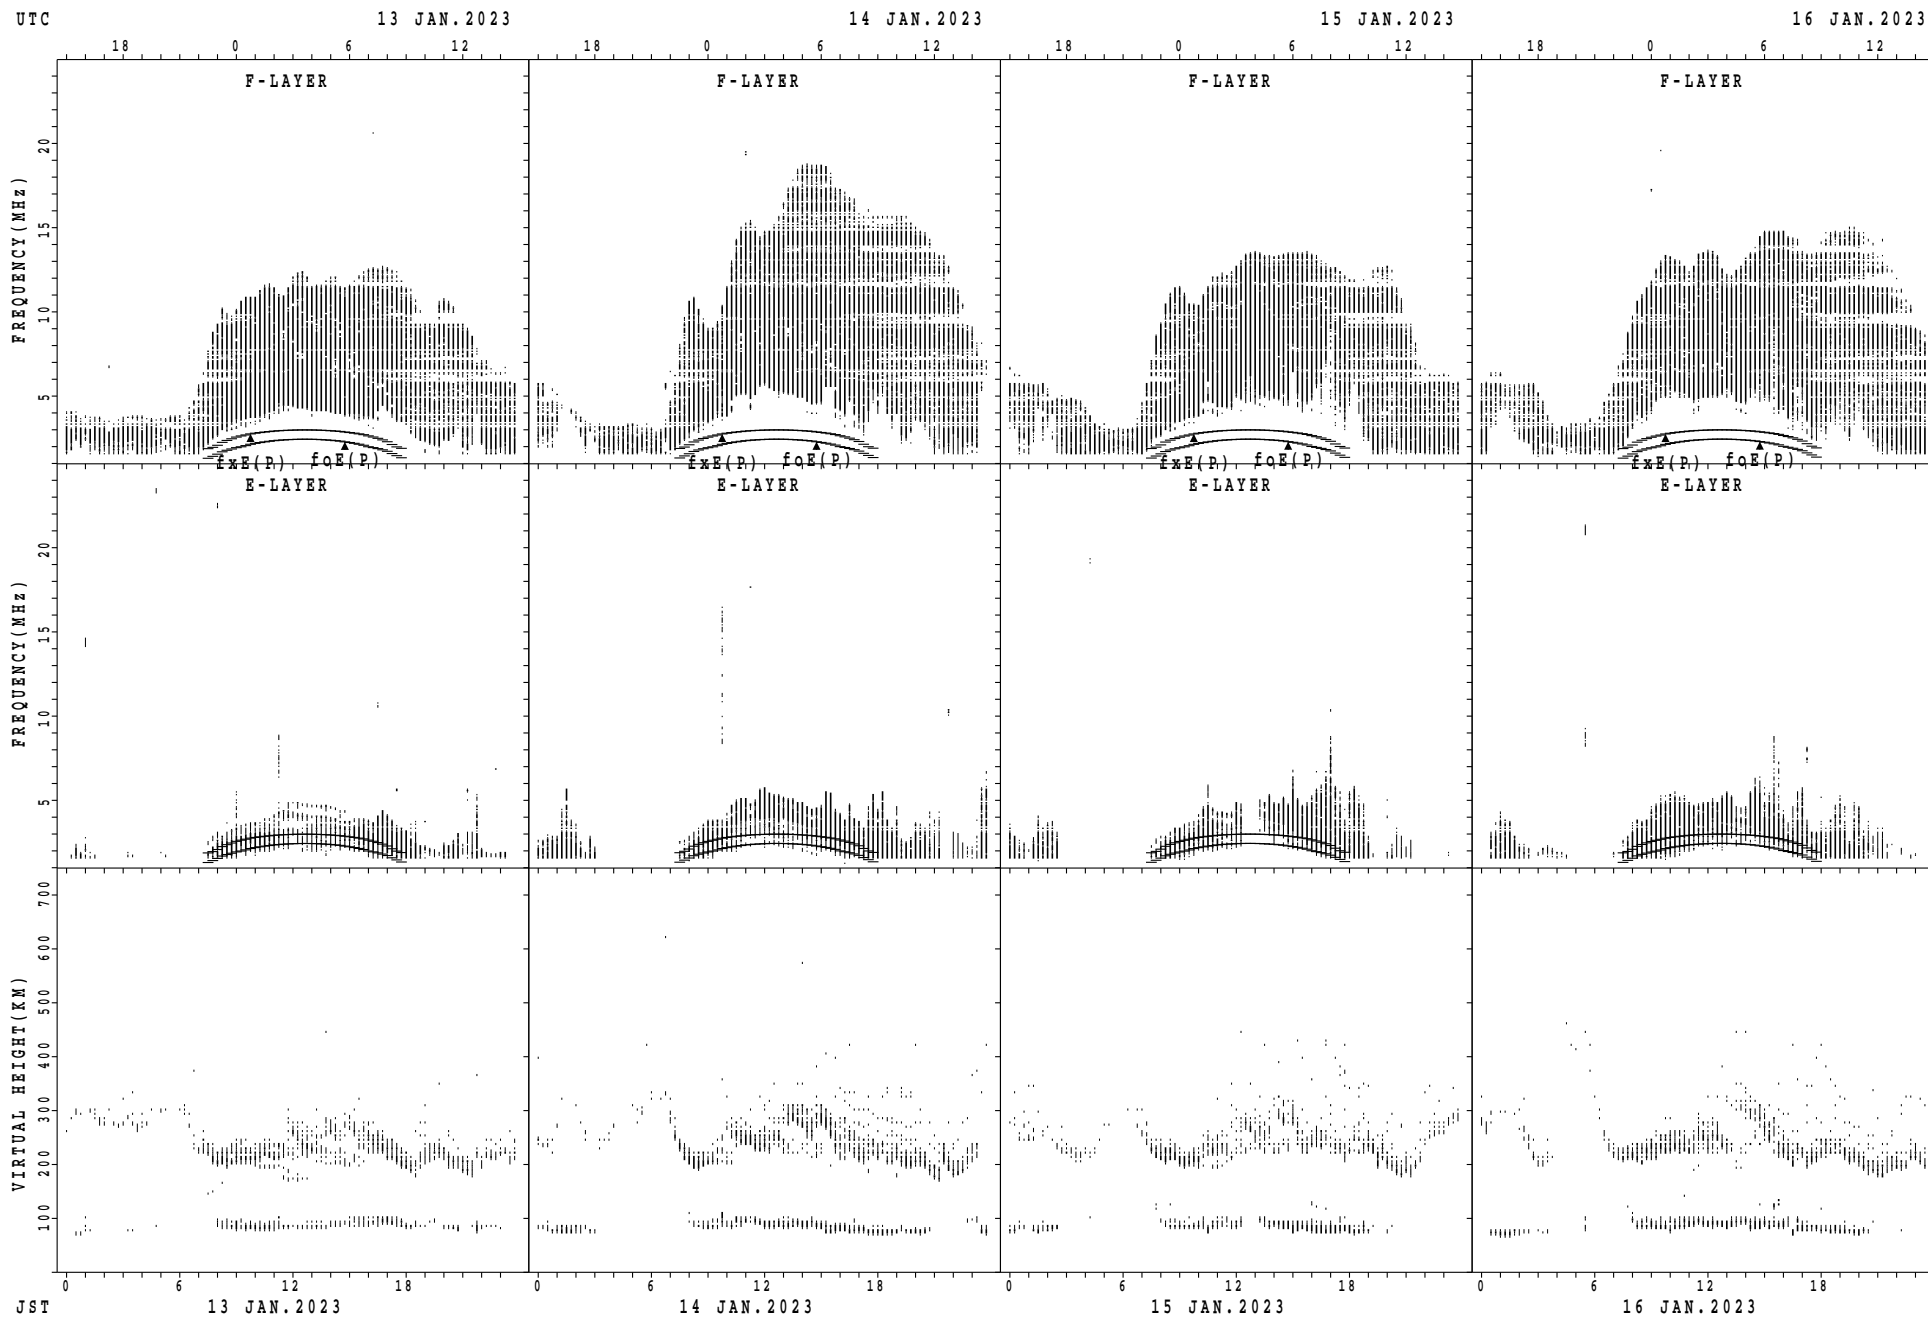 UTC 13 JAN.2023 14 JAN.2023 15 JAN.2023 16 JAN.2023
18 0 6 12 18 0 6 12 18 0 6 12 18 0 6 12
F-LAYER F-LAYER F-LAYER F-LAYER
FREQUENCY(MHz)
20
15
10
5
fxE(P) foE(P) fxE(P) foE(P) fxE(P) foE(P) fxE(P) foE(P)
E-LAYER E-LAYER E-LAYER E-LAYER
FREQUENCY(MHz)
20
15
10
5
VIRTUAL HEIGHT(KM)
700
600
500
400
300
200
100
0 6 12 18 0 6 12 18 0 6 12 18 0 6 12 18
JST 13 JAN.2023 14 JAN.2023 15 JAN.2023 16 JAN.2023